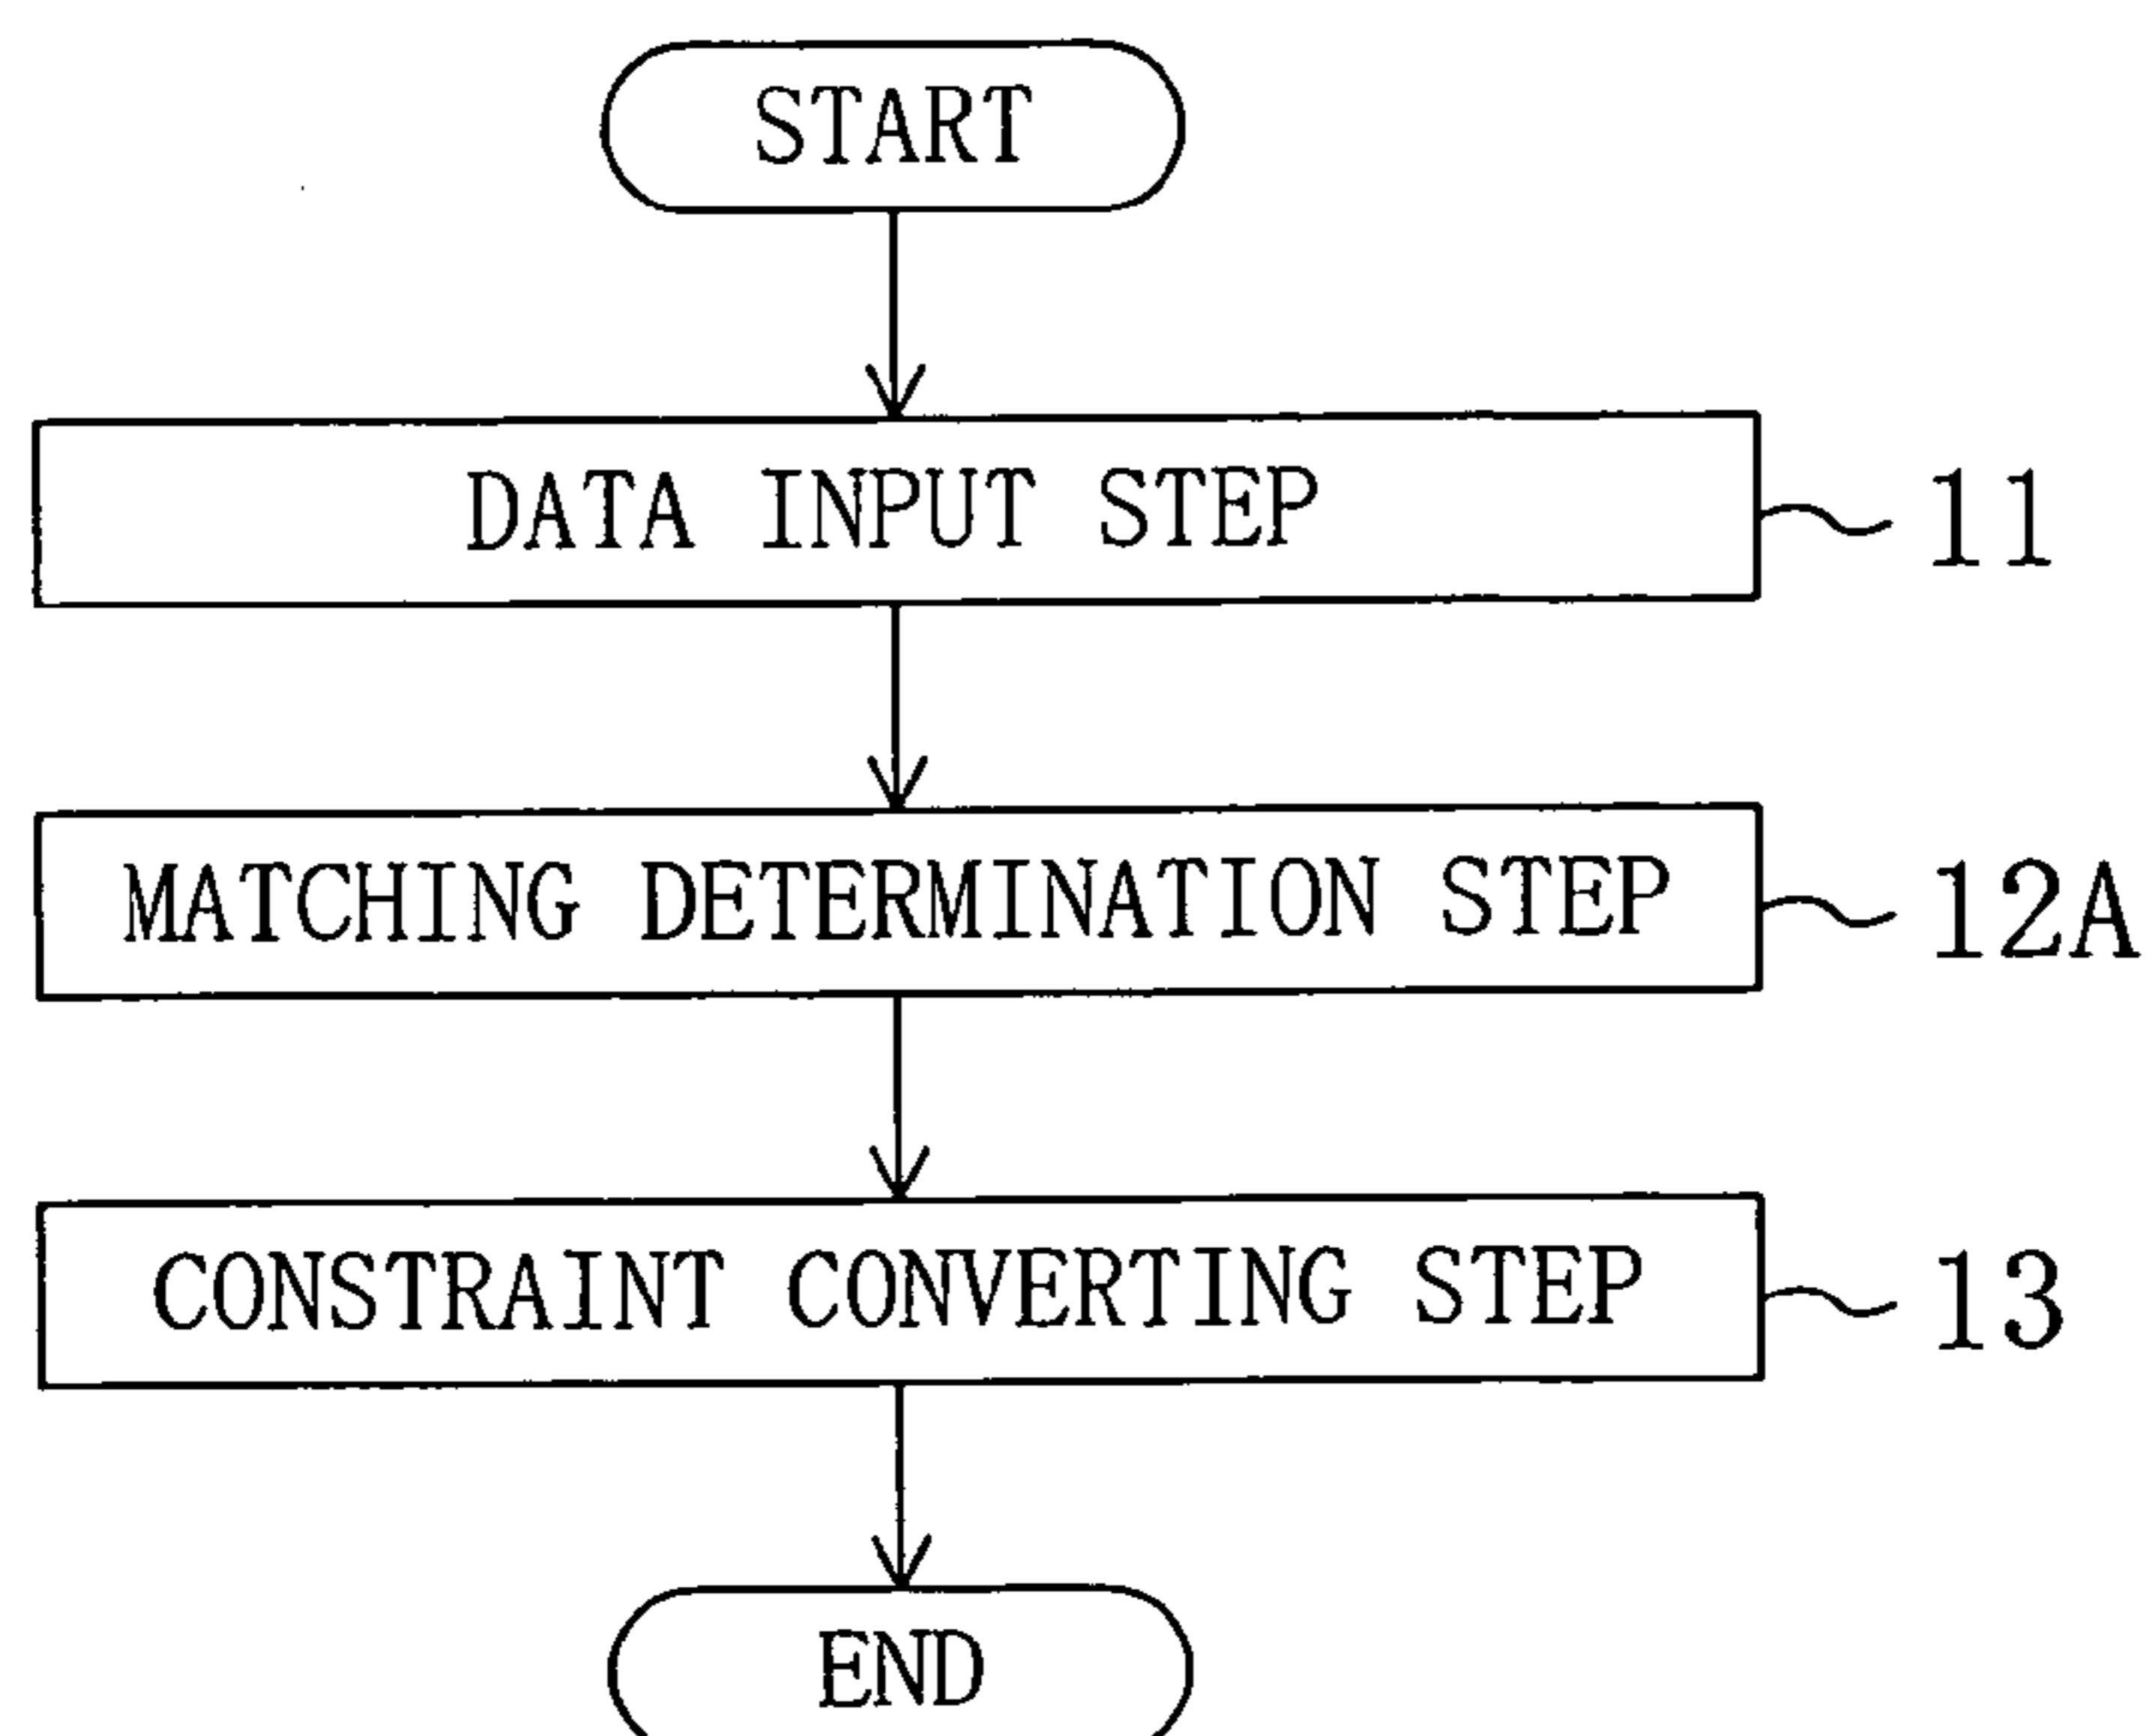 START
DATA INPUT STEP 11
MATCHING DETERMINATION STEP 12A
CONSTRAINT CONVERTING STEP 13
END